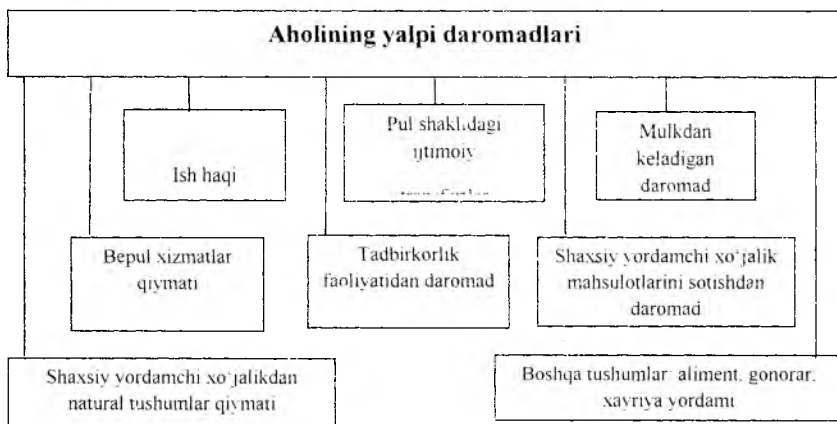 Aholining yalpi daromadlari
Ish haqi
Pul shaklidagi
ijtimoiy
Mulkdan
keladigan
daromad
Bepul xizmatlar
qiymati
Tadbirkorlik
faoliyatidan daromad
Shaxsiy yordamchi xo'jalik
mahsulotlarini sotishdan
daromad
Shaxsiy yordamchi xo'jalikdan
natural tushumlar qiymati
Boshqa tushumlar: aliment, gonorar,
xayriya yordami